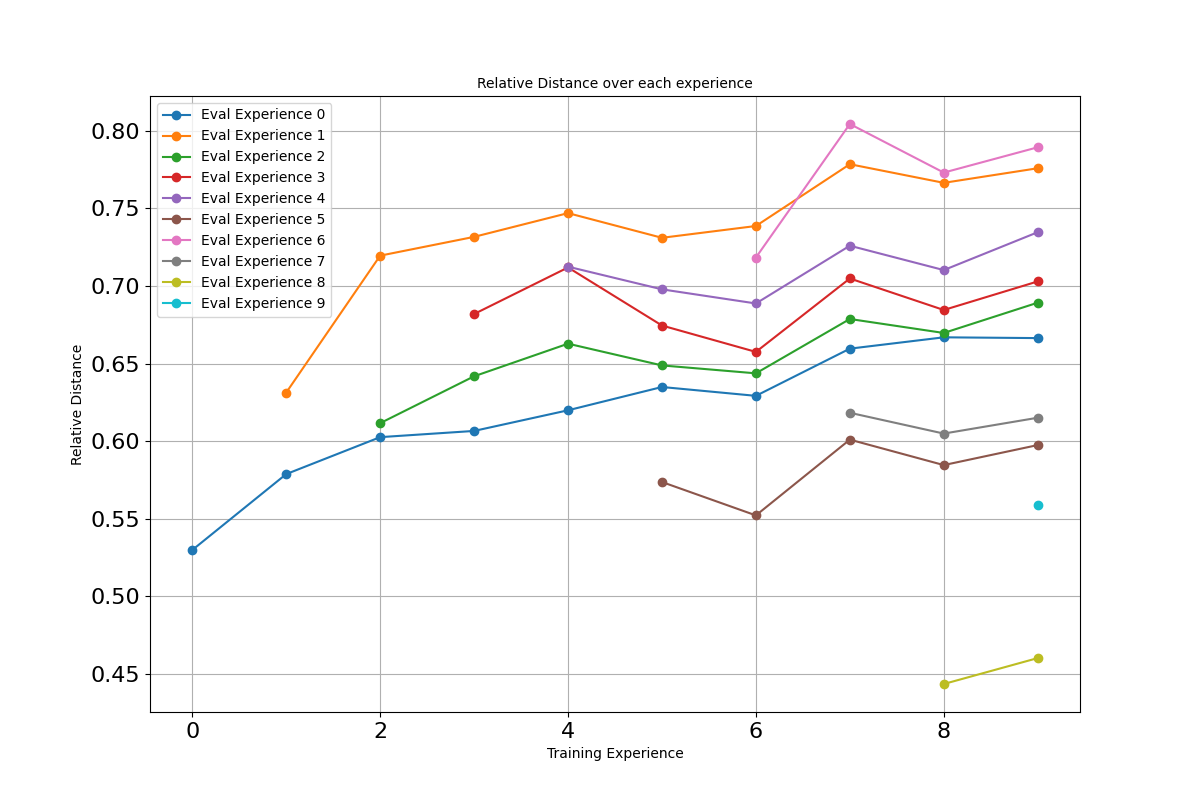 Relative Distance over each experience
Eval Experience 0
Eval Experience 1
Eval Experience 2
Eval Experience 3
Eval Experience 4
Eval Experience 5
Eval Experience 6
Eval Experience 7
Eval Experience 8
Eval Experience 9
0.80
0.75
0.70
0.65
0.60
0.55
0.50
0.45
Relative Distance
0 2 4 6 8
Training Experience